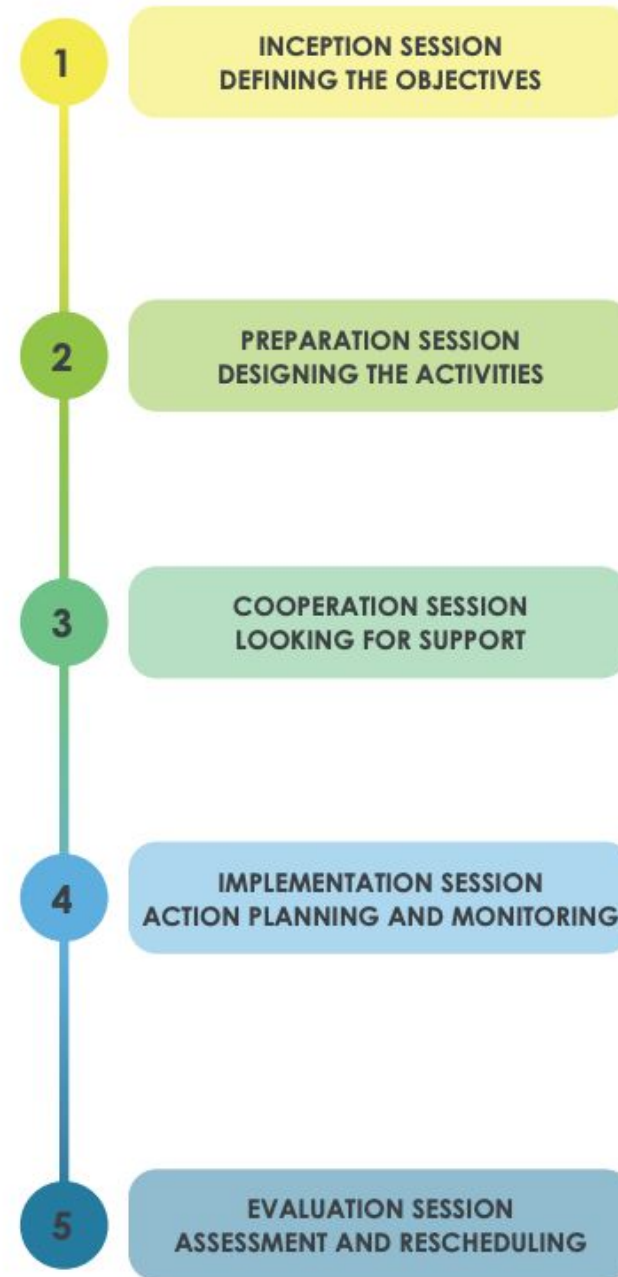 1
INCEPTION SESSION
DEFINING THE OBJECTIVES
2
PREPARATION SESSION
DESIGNING THE ACTIVITIES
3
COOPERATION SESSION
LOOKING FOR SUPPORT
4
IMPLEMENTATION SESSION
ACTION PLANNING AND MONITORING
5
EVALUATION SESSION
ASSESSMENT AND RESCHEDULING